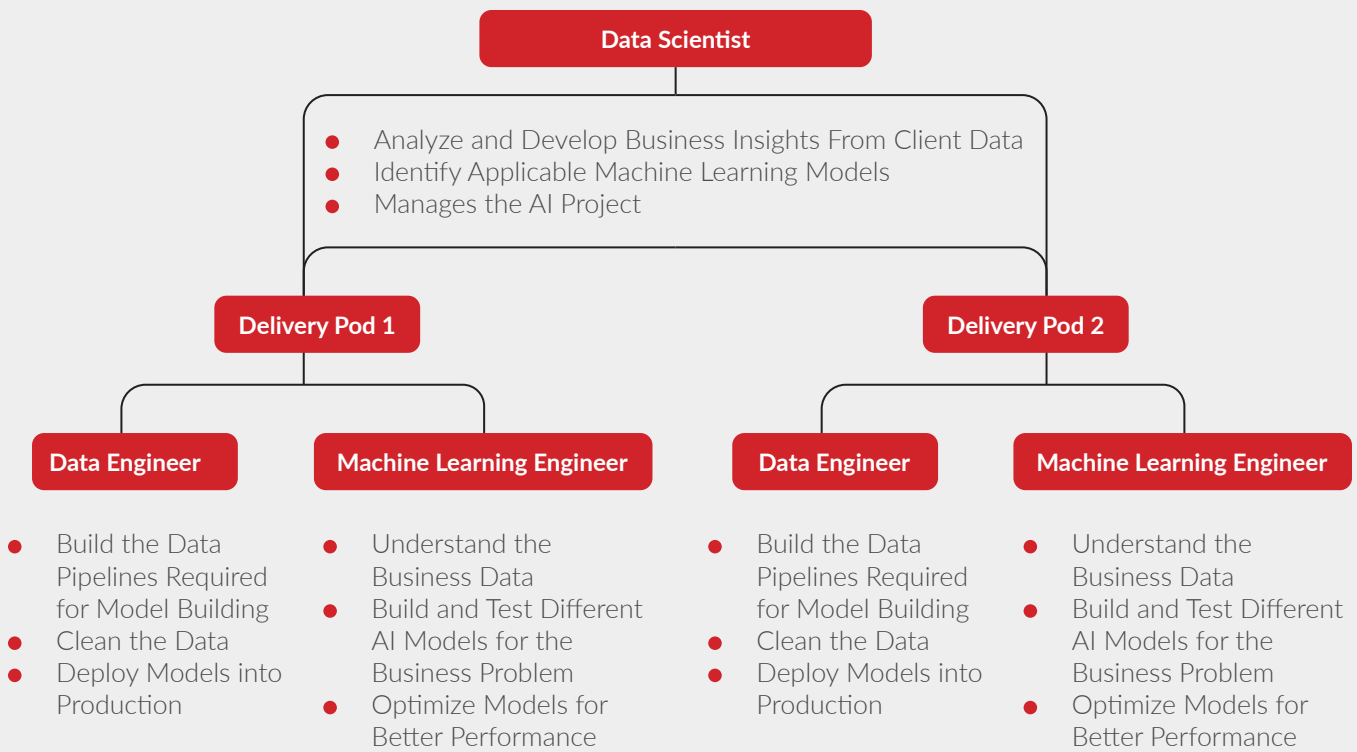 Data Scientist
Analyze and Develop Business Insights From Client Data
Identify Applicable Machine Learning Models
Manages the AI Project
Delivery Pod 1
Delivery Pod 2
Data Engineer
Machine Learning Engineer
Data Engineer
Machine Learning Engineer
Build the Data
Pipelines Required
for Model Building
Clean the Data
Deploy Models into
Production
Understand the
Business Data
Build and Test Different
AI Models for the
Business Problem
Optimize Models for
Better Performance
Build the Data
Pipelines Required
for Model Building
Clean the Data
Deploy Models into
Production
Understand the
Business Data
Build and Test Different
AI Models for the
Business Problem
Optimize Models for
Better Performance